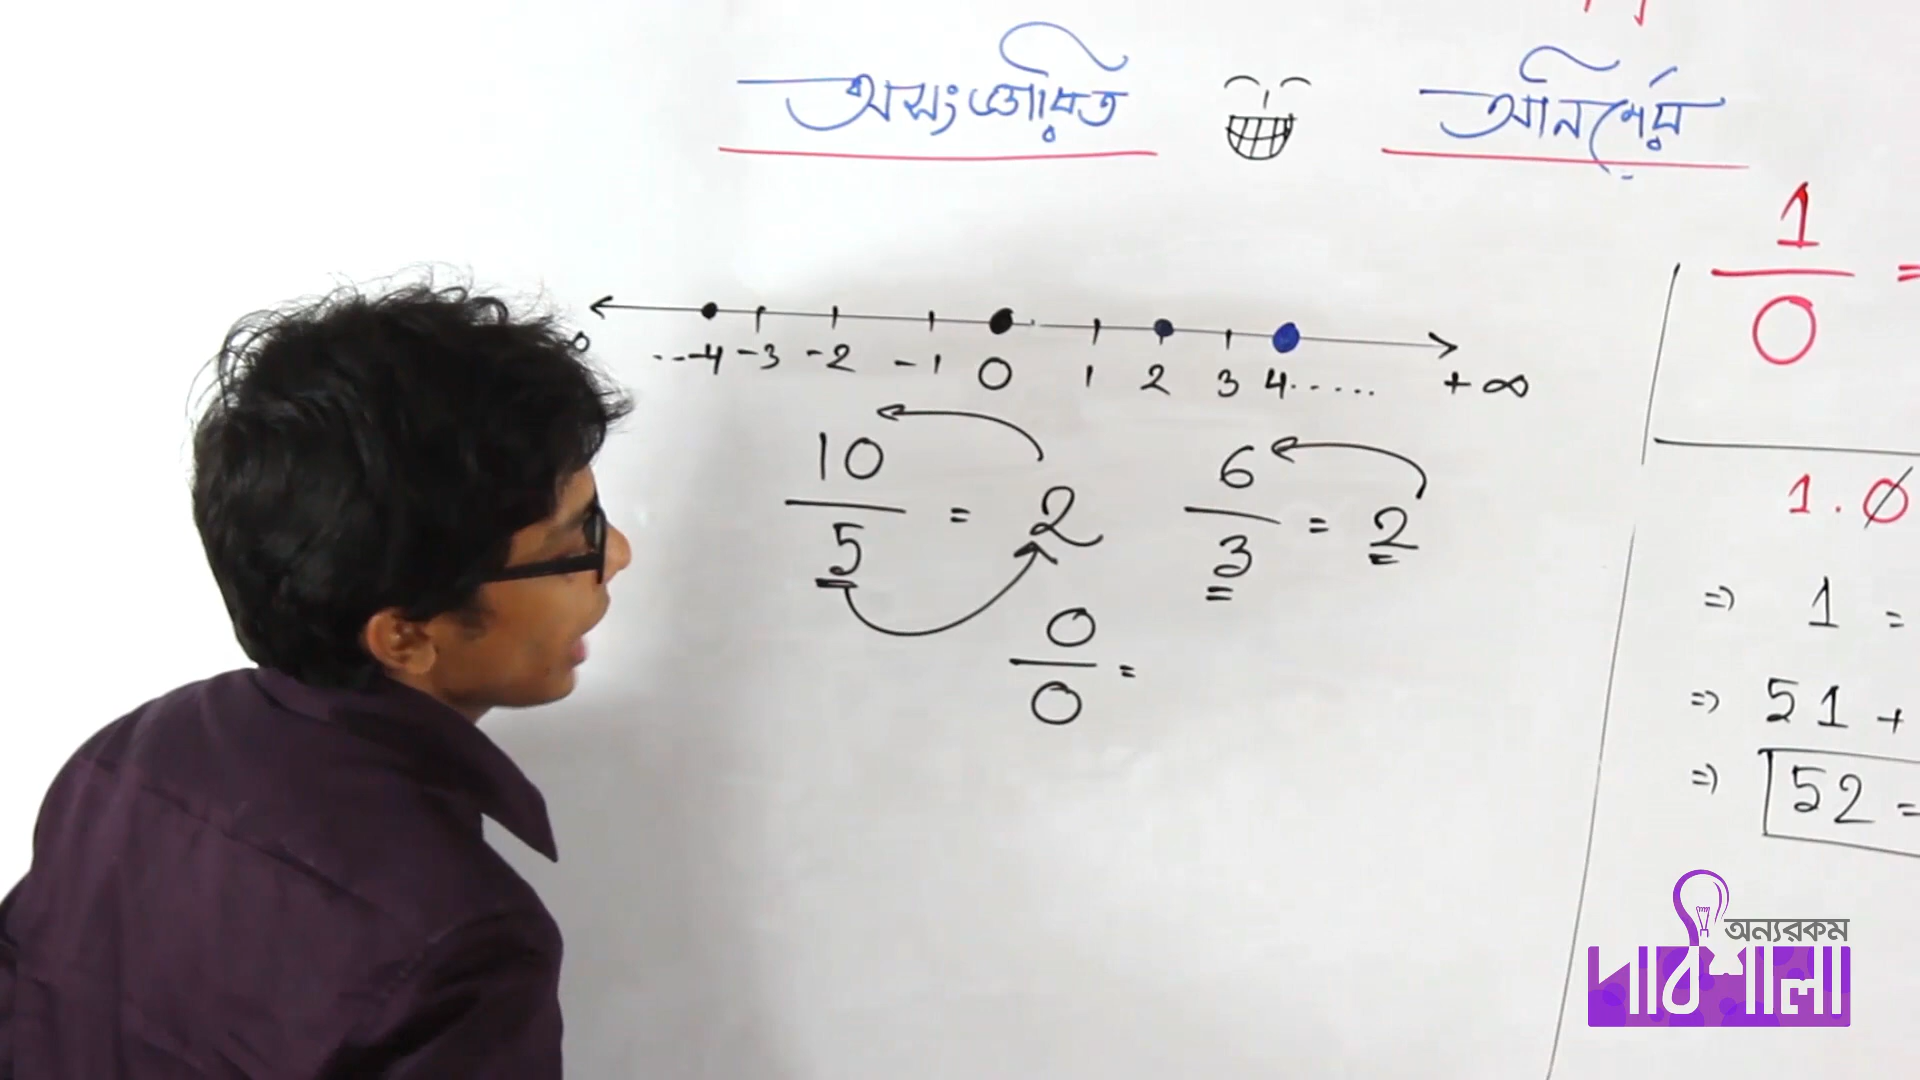 অসংজ্ঞায়িত অনির্ণেয়
...-4 -3 -2 -1 0 1 2 3 4..... + ∞
10/5 = 2
6/3 = 2
0/0 =
1/0 =
1.0
=> 1 =
=> 51 +
=> 52 =
অন্যরকম
পাঠশালা